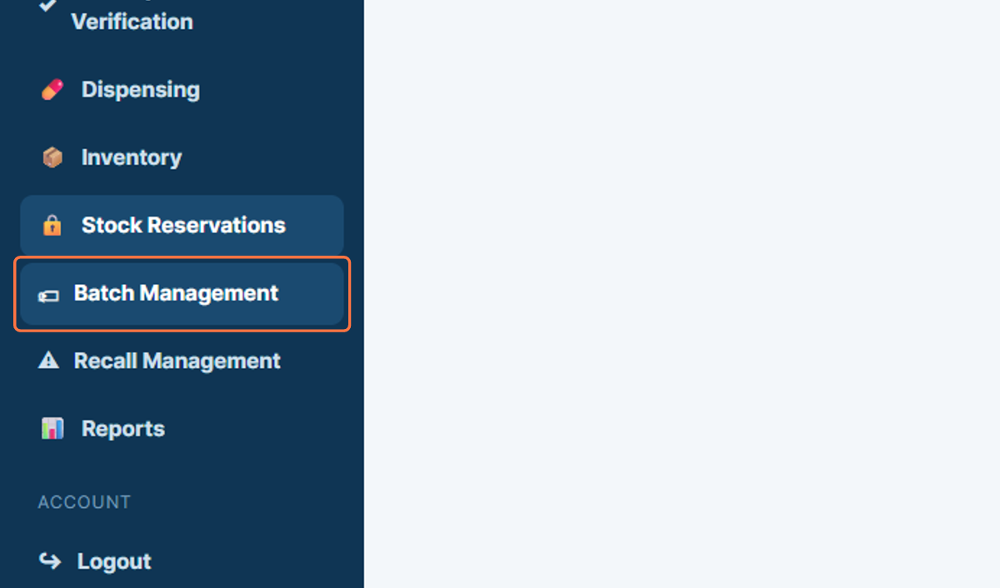 Verification
Dispensing
Inventory
Stock Reservations
Batch Management
Recall Management
Reports
ACCOUNT
Logout